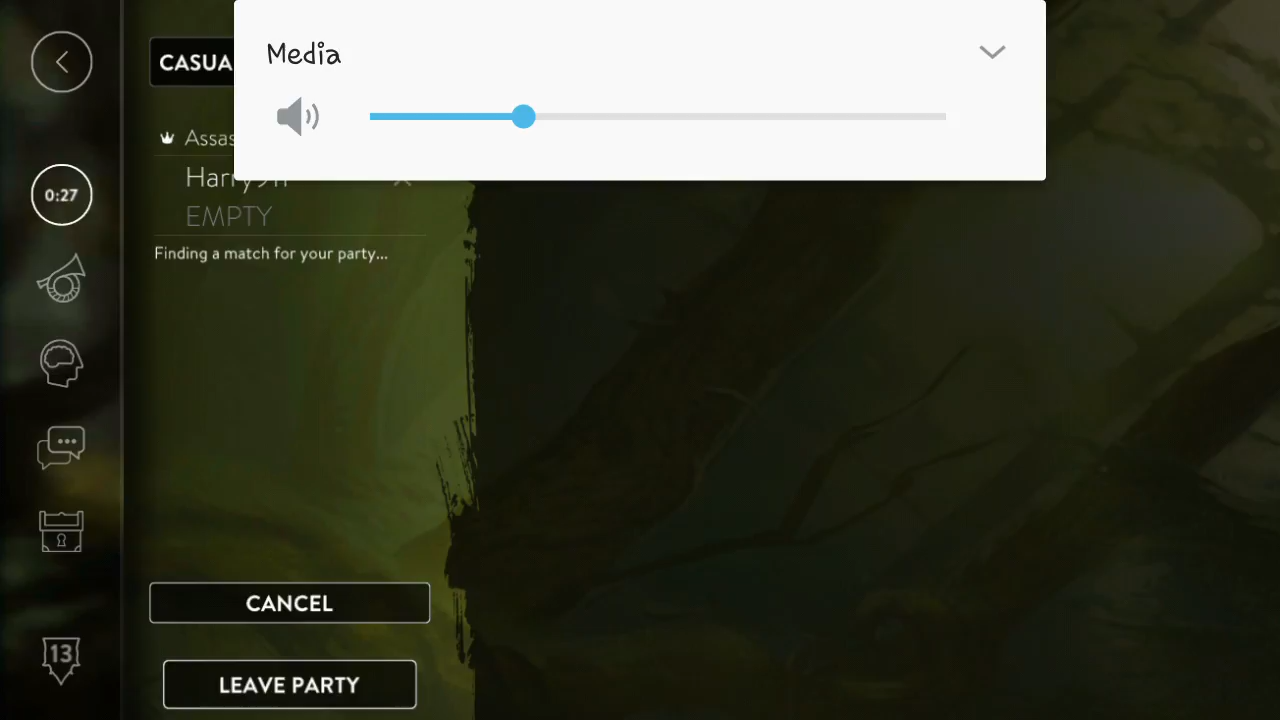 Media
CASUA
Assas
0:27
EMPTY
Finding a match for your party...
CANCEL
13
LEAVE PARTY